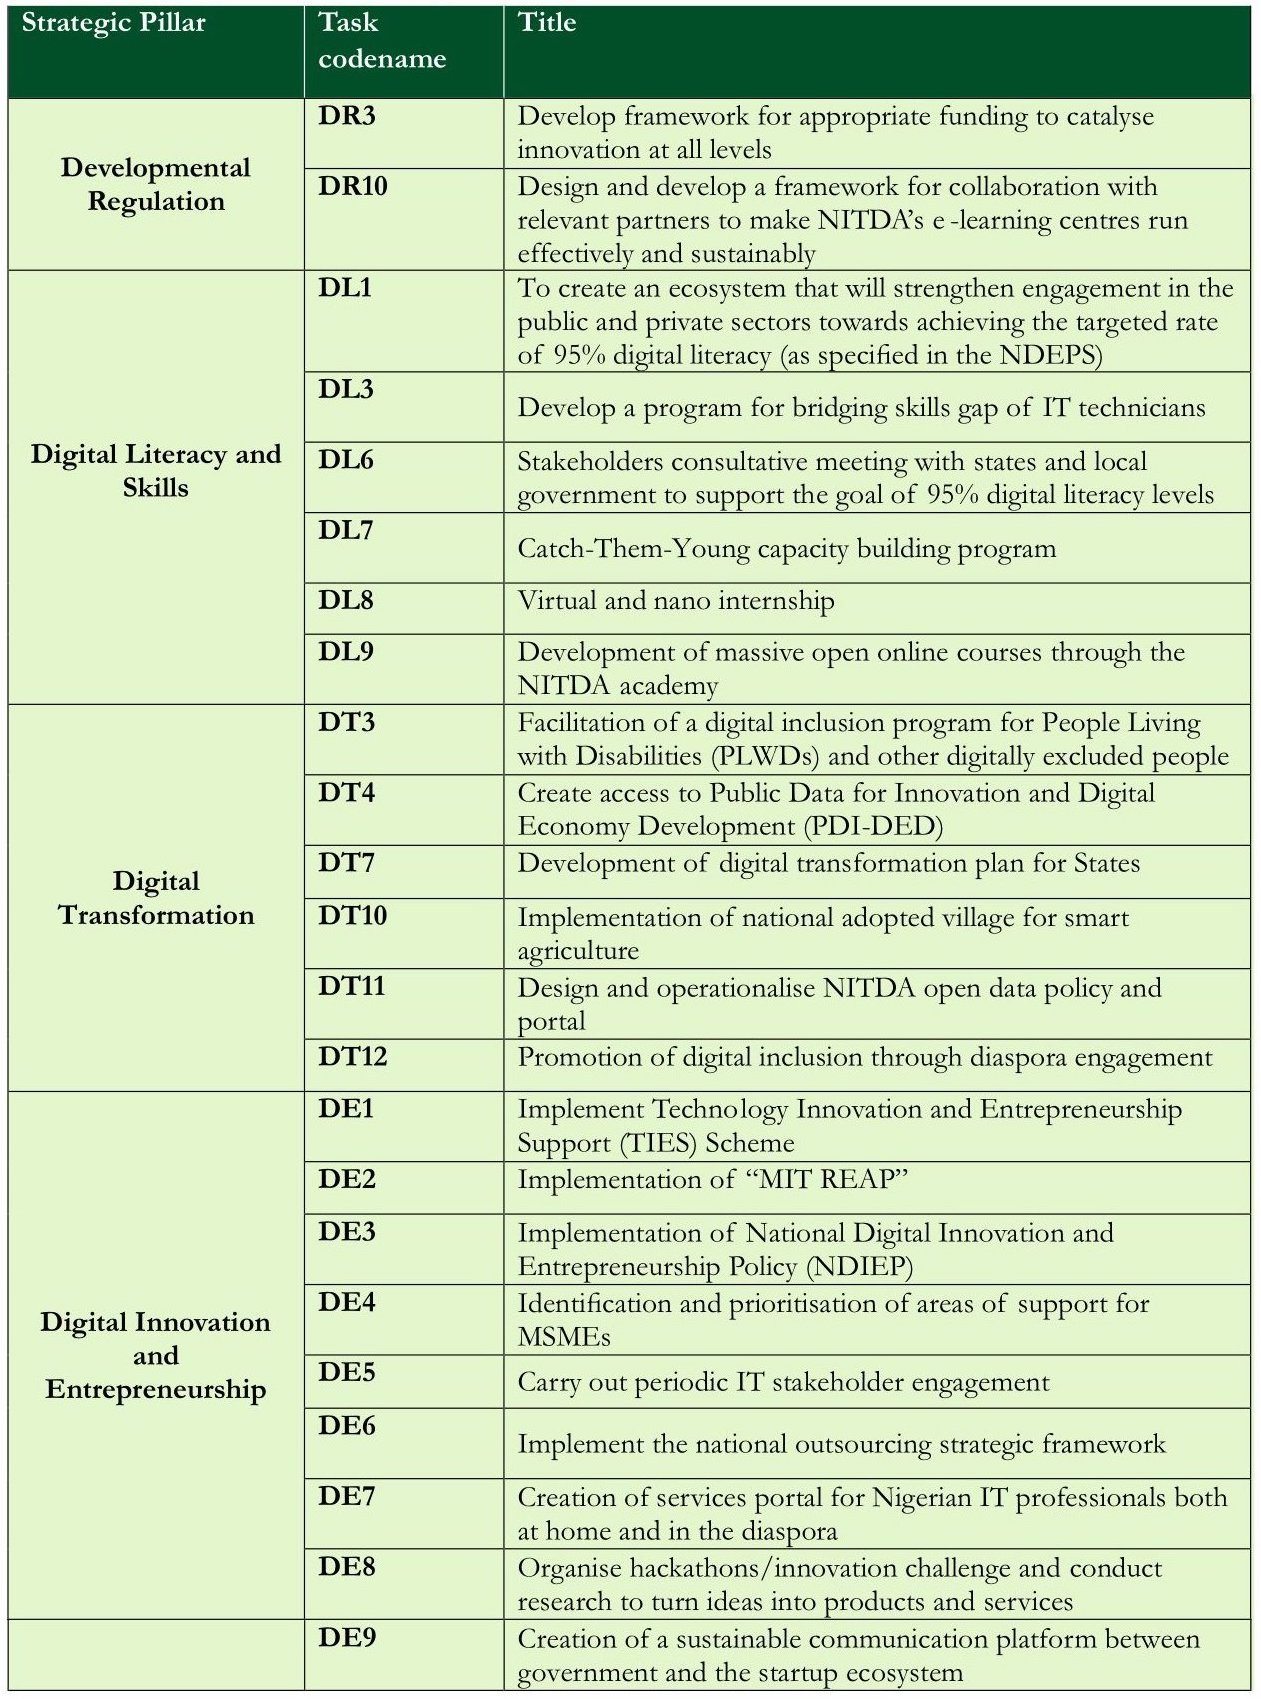 Strategic Pillar
Task
codename
Title
Developmental
Regulation
DR3
Develop framework for appropriate funding to catalyse
innovation at all levels
DR10
Design and develop a framework for collaboration with
relevant partners to make NITDA’s e -learning centres run
effectively and sustainably
Digital Literacy and
Skills
DL1
To create an ecosystem that will strengthen engagement in the
public and private sectors towards achieving the targeted rate
of 95% digital literacy (as specified in the NDEPS)
DL3
Develop a program for bridging skills gap of IT technicians
DL6
Stakeholders consultative meeting with states and local
government to support the goal of 95% digital literacy levels
DL7
Catch-Them-Young capacity building program
DL8
Virtual and nano internship
DL9
Development of massive open online courses through the
NITDA academy
Digital
Transformation
DT3
Facilitation of a digital inclusion program for People Living
with Disabilities (PLWDs) and other digitally excluded people
DT4
Create access to Public Data for Innovation and Digital
Economy Development (PDI-DED)
DT7
Development of digital transformation plan for States
DT10
Implementation of national adopted village for smart
agriculture
DT11
Design and operationalise NITDA open data policy and
portal
DT12
Promotion of digital inclusion through diaspora engagement
Digital Innovation
and
Entrepreneurship
DE1
Implement Technology Innovation and Entrepreneurship
Support (TIES) Scheme
DE2
Implementation of “MIT REAP”
DE3
Implementation of National Digital Innovation and
Entrepreneurship Policy (NDIEP)
DE4
Identification and prioritisation of areas of support for
MSMEs
DE5
Carry out periodic IT stakeholder engagement
DE6
Implement the national outsourcing strategic framework
DE7
Creation of services portal for Nigerian IT professionals both
at home and in the diaspora
DE8
Organise hackathons/innovation challenge and conduct
research to turn ideas into products and services
DE9
Creation of a sustainable communication platform between
government and the startup ecosystem